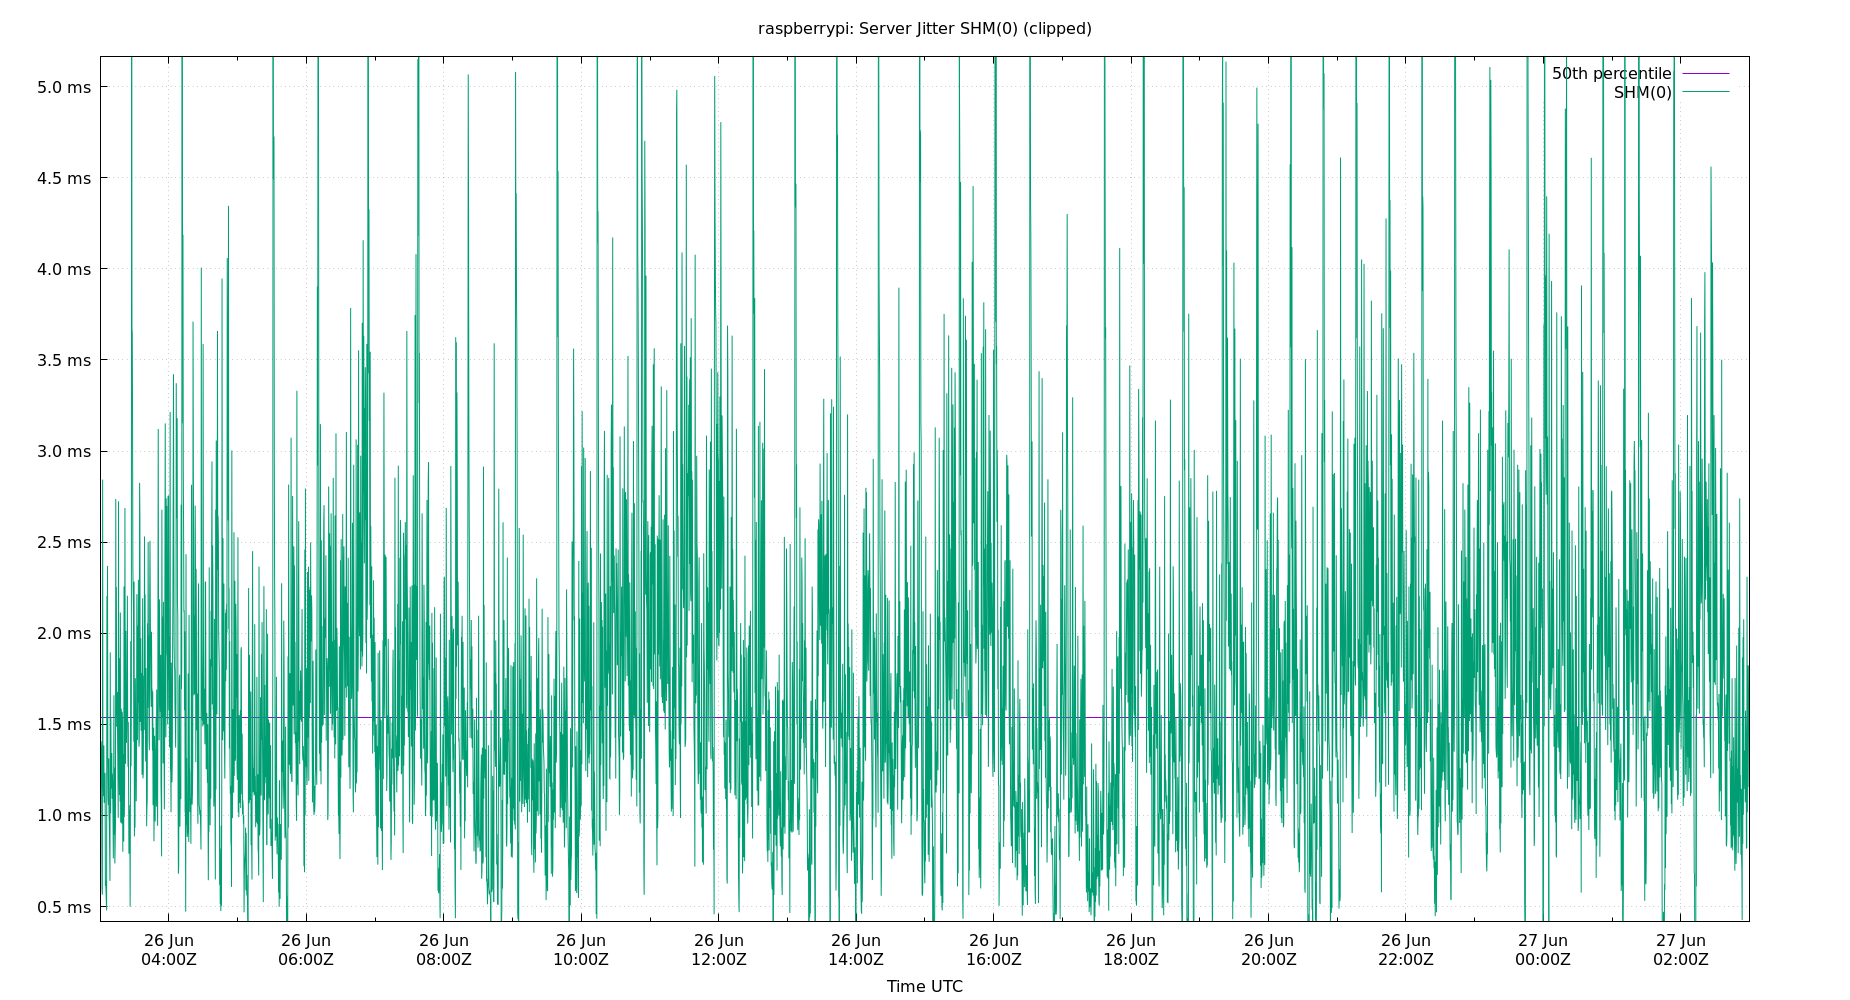 raspberrypi: Server Jitter SHM(0) (clipped)
50th percentile
SHM(0)
5.0 ms
4.5 ms
4.0 ms
3.5 ms
3.0 ms
2.5 ms
2.0 ms
1.5 ms
1.0 ms
0.5 ms
26 Jun 26 Jun 26 Jun 26 Jun 26 Jun 26 Jun 26 Jun 26 Jun 26 Jun 26 Jun 27 Jun 27 Jun
04:00Z 06:00Z 08:00Z 10:00Z 12:00Z 14:00Z 16:00Z 18:00Z 20:00Z 22:00Z 00:00Z 02:00Z
Time UTC